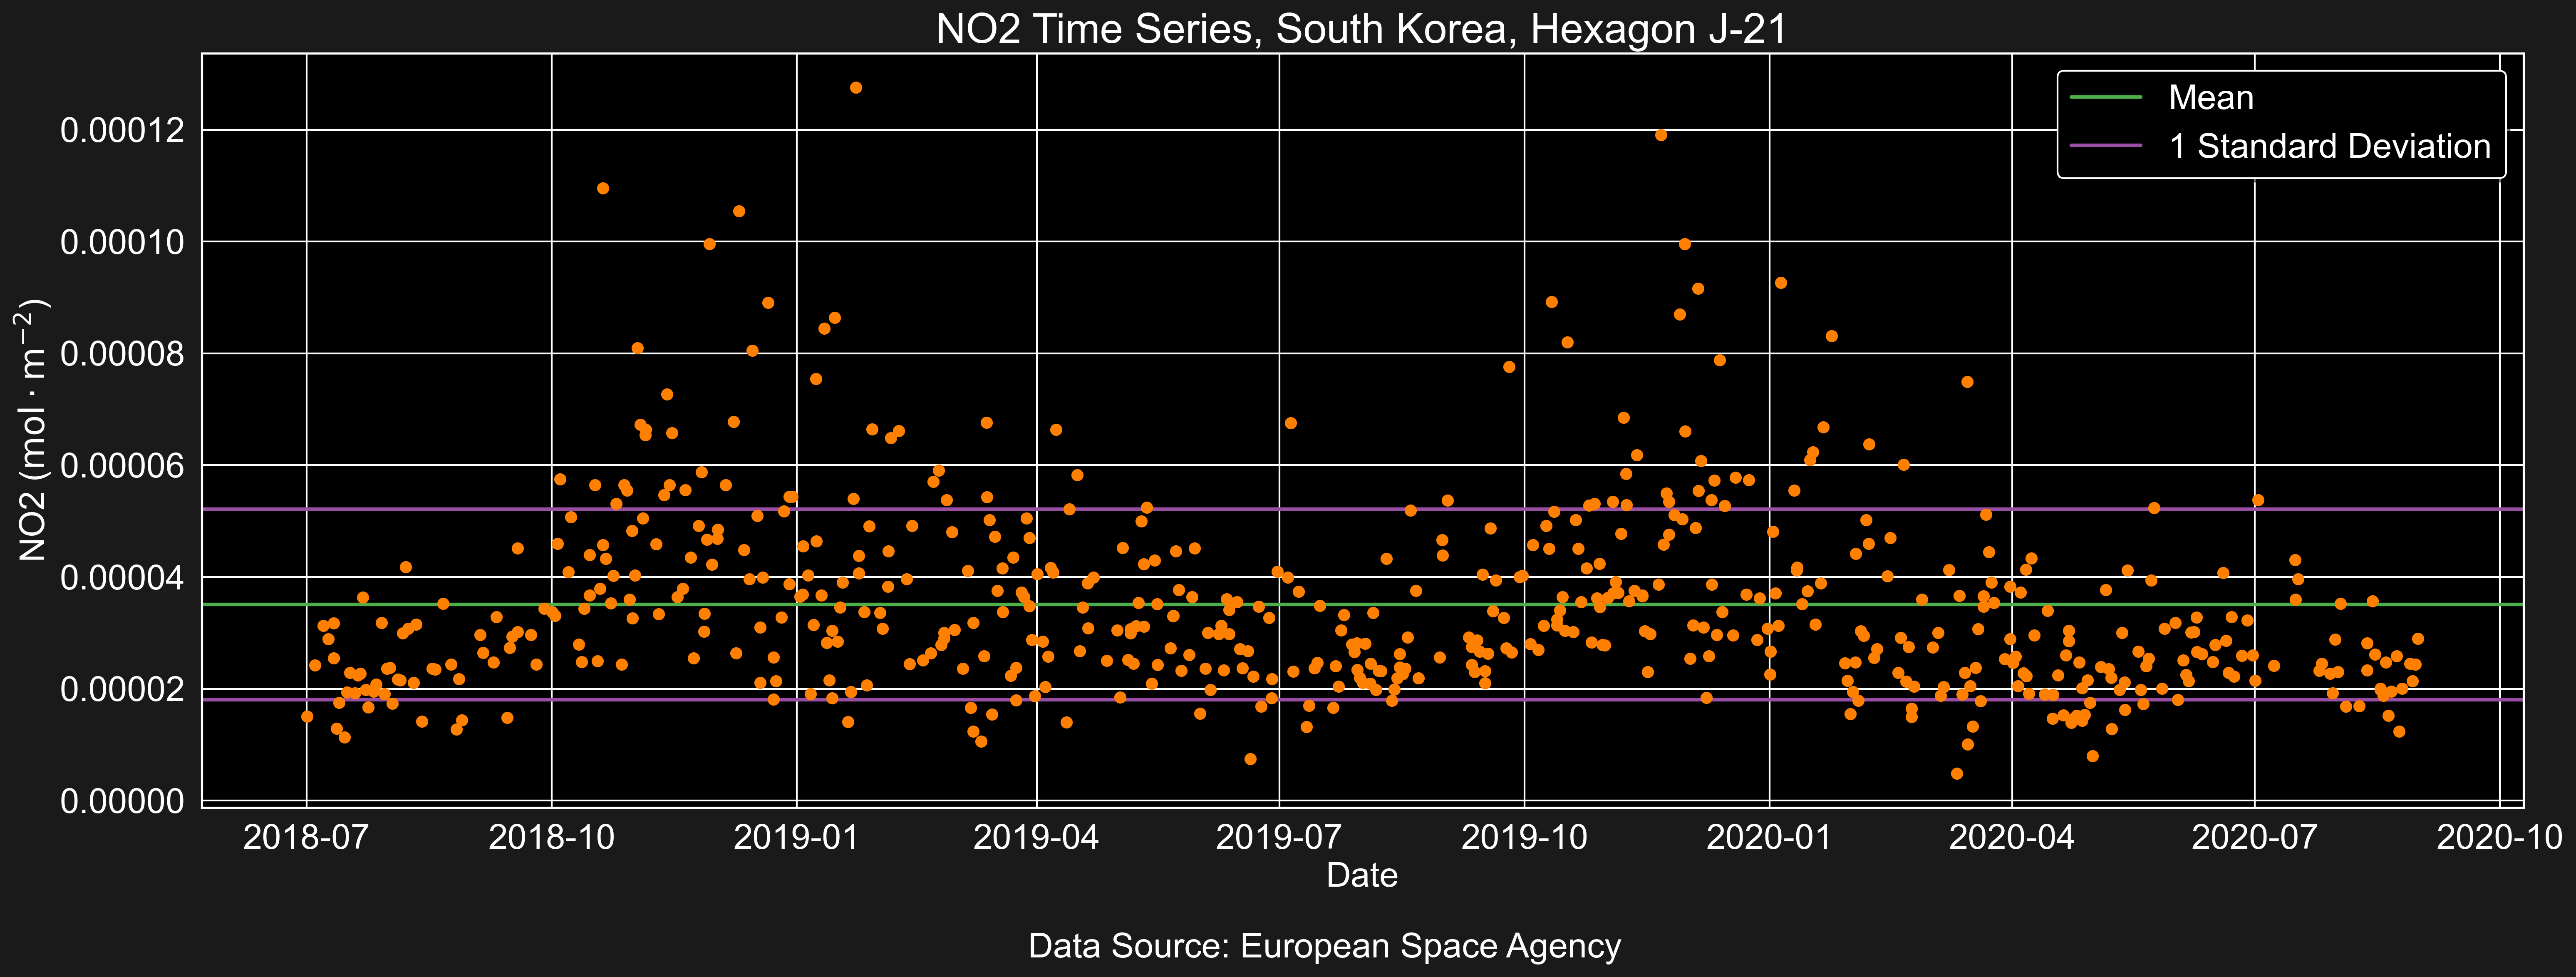 NO2 Time Series, South Korea, Hexagon J-21
Mean
1 Standard Deviation
NO2 (mol · m⁻²)
0.00012
0.00010
0.00008
0.00006
0.00004
0.00002
0.00000
2018-07 2018-10 2019-01 2019-04 2019-07 2019-10 2020-01 2020-04 2020-07 2020-10
Date
Data Source: European Space Agency